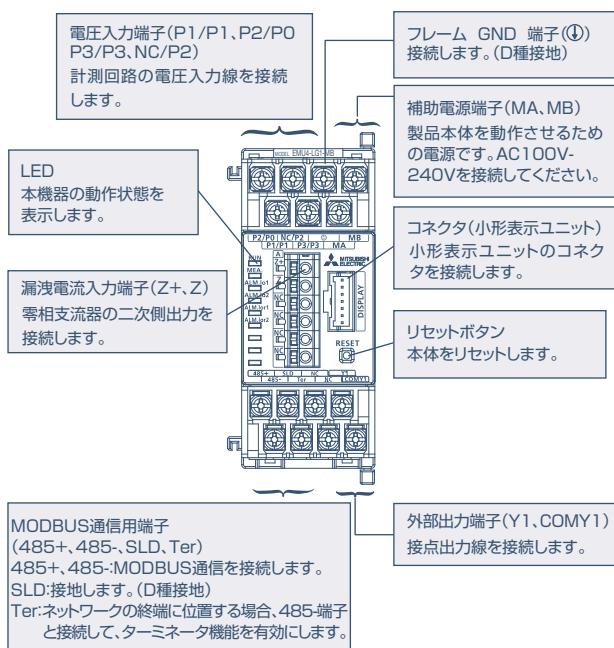 電圧入力端子(P1/P1、P2/P0
P3/P3、NC/P2)
計測回路の電圧入力線を接続
します。
フレーム GND 端子(⏚)
接続します。(D種接地)
補助電源端子(MA、MB)
製品本体を動作させるため
の電源です。AC100V-
240Vを接続してください。
LED
本機器の動作状態を
表示します。
漏洩電流入力端子(Z+、Z)
零相支流器の二次側出力を
接続します。
コネクタ(小形表示ユニット)
小形表示ユニットのコネク
タを接続します。
リセットボタン
本体をリセットします。
MODEL EMU4-LG1-MB
P2/P0 NC/P2 MB
P1/P1 P3/P3 MA
MITSUBISHI
ELECTRIC
RUN
MEA.
ALM.Io1
ALM.Io2
ALM.Ior1
ALM.Ior2
A
Z+
Z
NC
NC
NC
NC
DISPLAY
RESET
485+ SLD NC Y1
485- Ter NC COMY1
MODBUS通信用端子
(485+、485-、SLD、Ter)
485+、485-:MODBUS通信を接続します。
SLD:接地します。(D種接地)
Ter:ネットワークの終端に位置する場合、485-端子
と接続して、ターミネータ機能を有効にします。
外部出力端子(Y1、COMY1)
接点出力線を接続します。